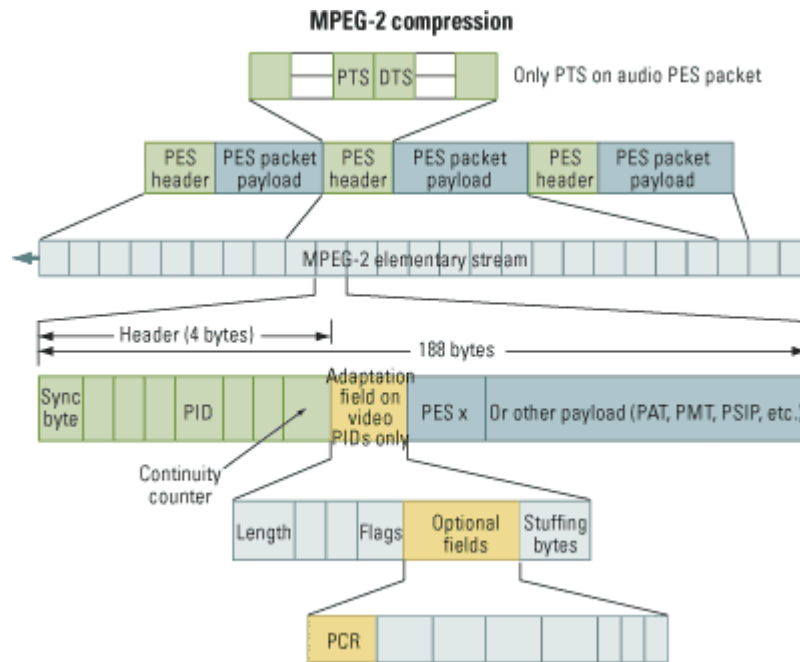 MPEG-2 compression
PTS DTS
Only PTS on audio PES packet
PES
header
PES packet
payload
PES
header
PES packet
payload
PES
header
PES packet
payload
MPEG-2 elementary stream
Header (4 bytes)
188 bytes
Sync
byte
PID
Adaptation
field on
video
PIDs only
PES x
Or other payload (PAT, PMT, PSIP, etc.)
Continuity
counter
Length
Flags
Optional
fields
Stuffing
bytes
PCR